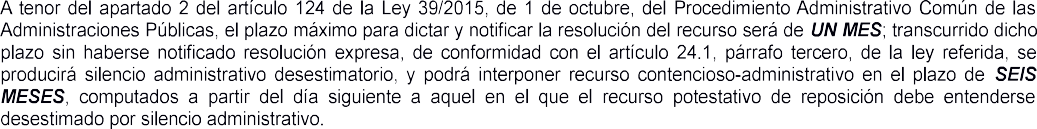 A tenor del apartado 2 del artículo 124 de la Ley 39/2015, de 1 de octubre, del Procedimiento Administrativo Común de las
Administraciones Públicas, el plazo máximo para dictar y notificar la resolución del recurso será de UN MES; transcurrido dicho
plazo sin haberse notificado resolución expresa, de conformidad con el artículo 24.1, párrafo tercero, de la ley referida, se
producirá silencio administrativo desestimatorio, y podrá interponer recurso contencioso-administrativo en el plazo de SEIS
MESES, computados a partir del día siguiente a aquel en el que el recurso potestativo de reposición debe entenderse
desestimado por silencio administrativo.